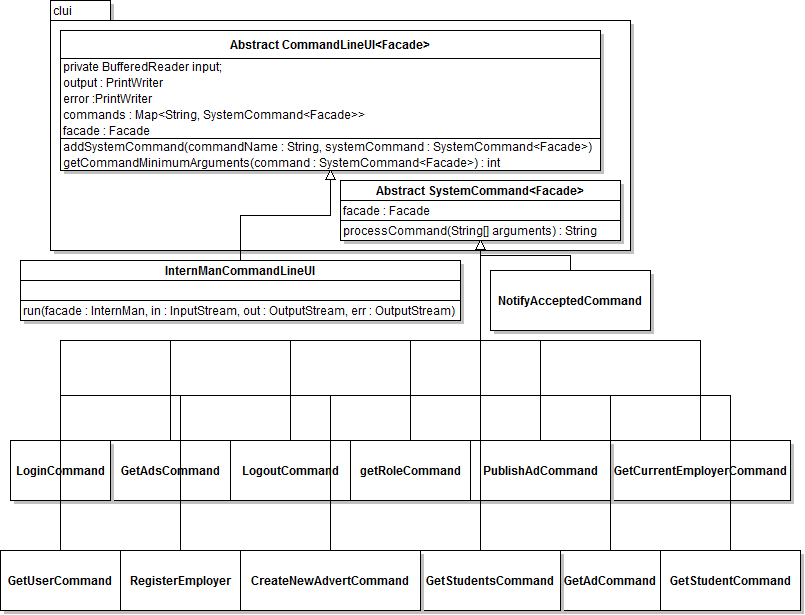 clui
Abstract CommandLineUI<Facade>
private BufferedReader input;
output : PrintWriter
error :PrintWriter
commands : Map<String, SystemCommand<Facade>>
facade : Facade
addSystemCommand(commandName : String, systemCommand : SystemCommand<Facade>)
getCommandMinimumArguments(command : SystemCommand<Facade>) : int
Abstract SystemCommand<Facade>
facade : Facade
processCommand(String[] arguments) : String
InternManCommandLineUI
run(facade : InternMan, in : InputStream, out : OutputStream, err : OutputStream)
NotifyAcceptedCommand
LoginCommand
GetAdsCommand
LogoutCommand
getRoleCommand
PublishAdCommand
GetCurrentEmployerCommand
GetUserCommand
RegisterEmployer
CreateNewAdvertCommand
GetStudentsCommand
GetAdCommand
GetStudentCommand